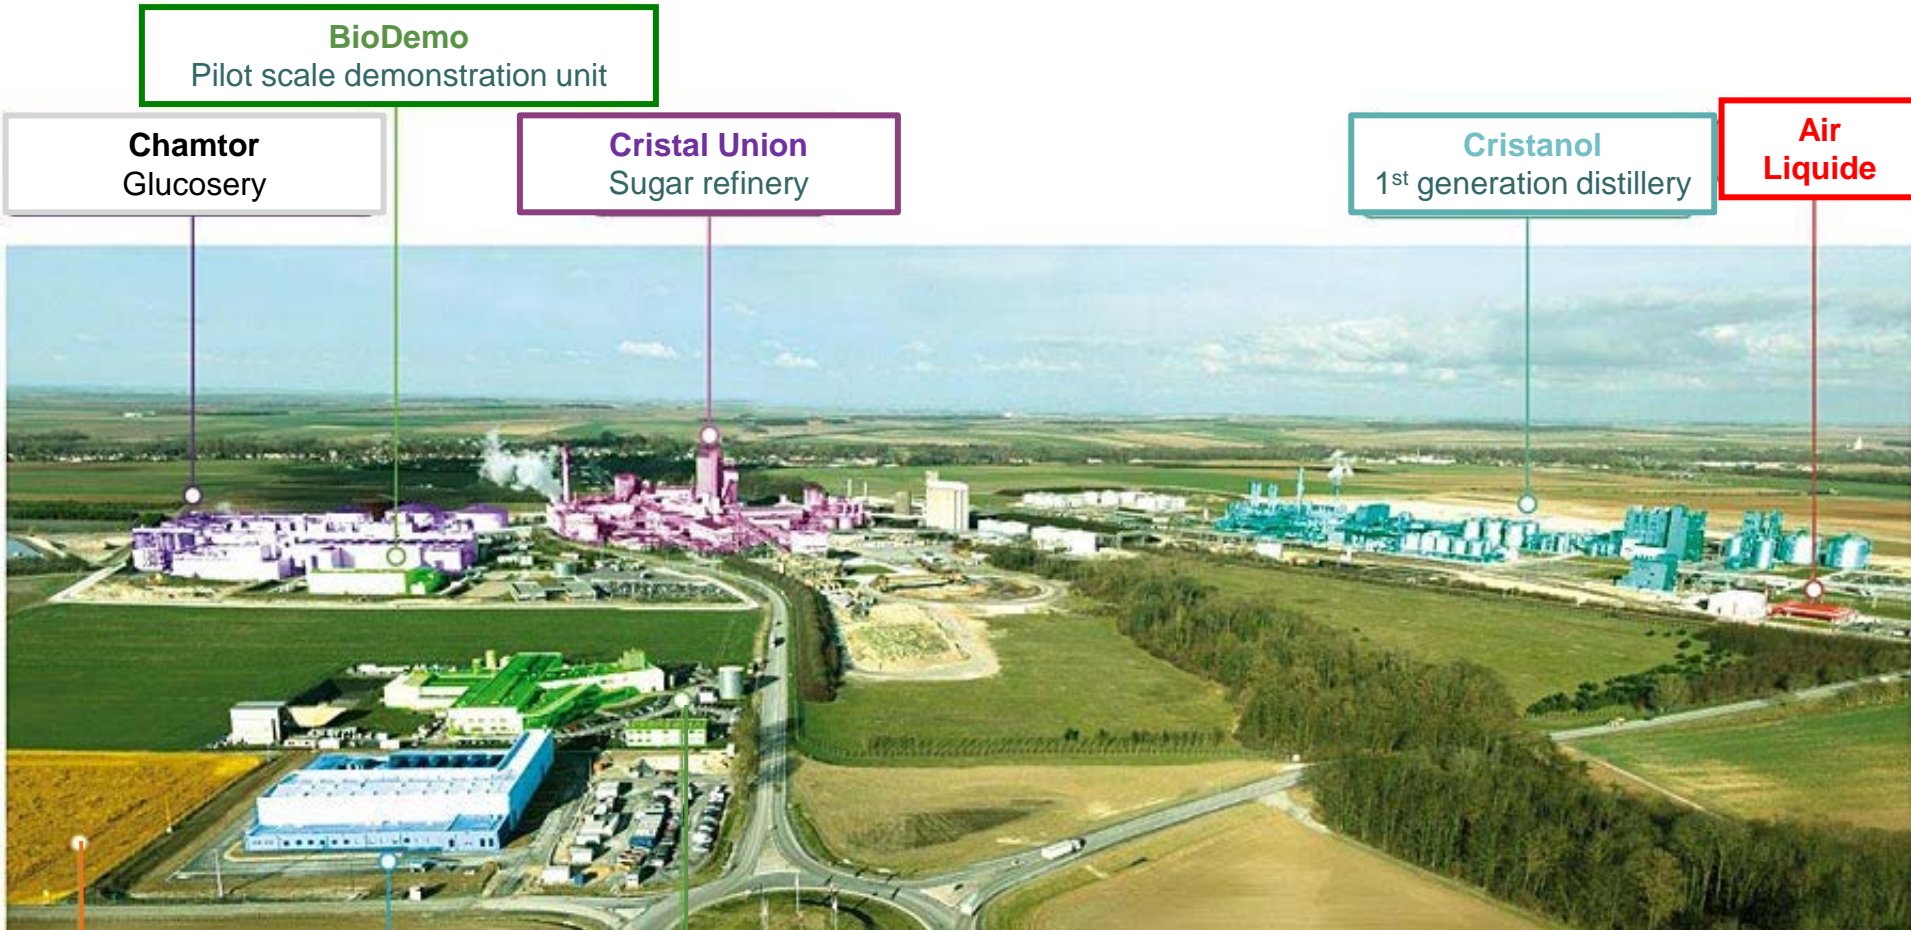 BioDemo
Pilot scale demonstration unit
Chamtor
Glucosery
Cristal Union
Sugar refinery
Cristanol
1st generation distillery
Air
Liquide